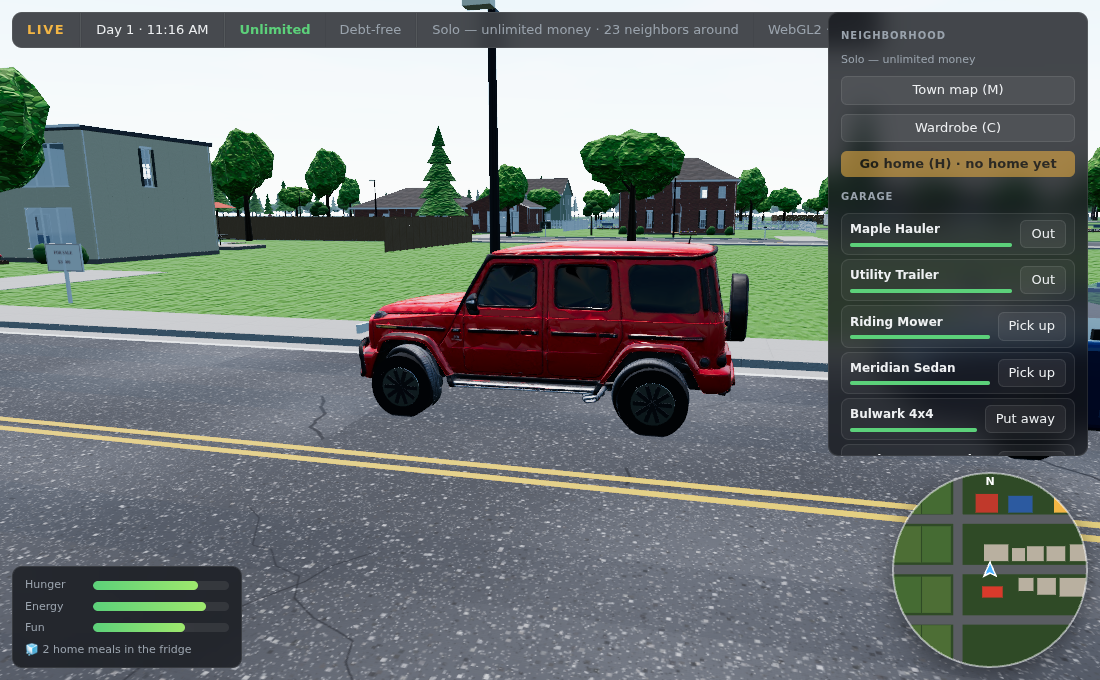 LIVE
Day 1 · 11:16 AM
Unlimited
Debt-free
Solo — unlimited money · 23 neighbors around
WebGL2
NEIGHBORHOOD
Solo — unlimited money
Town map (M)
Wardrobe (C)
Go home (H) · no home yet
GARAGE
Maple Hauler
Out
Utility Trailer
Out
Riding Mower
Pick up
Meridian Sedan
Pick up
Bulwark 4x4
Put away
N
Hunger
Energy
Fun
2 home meals in the fridge